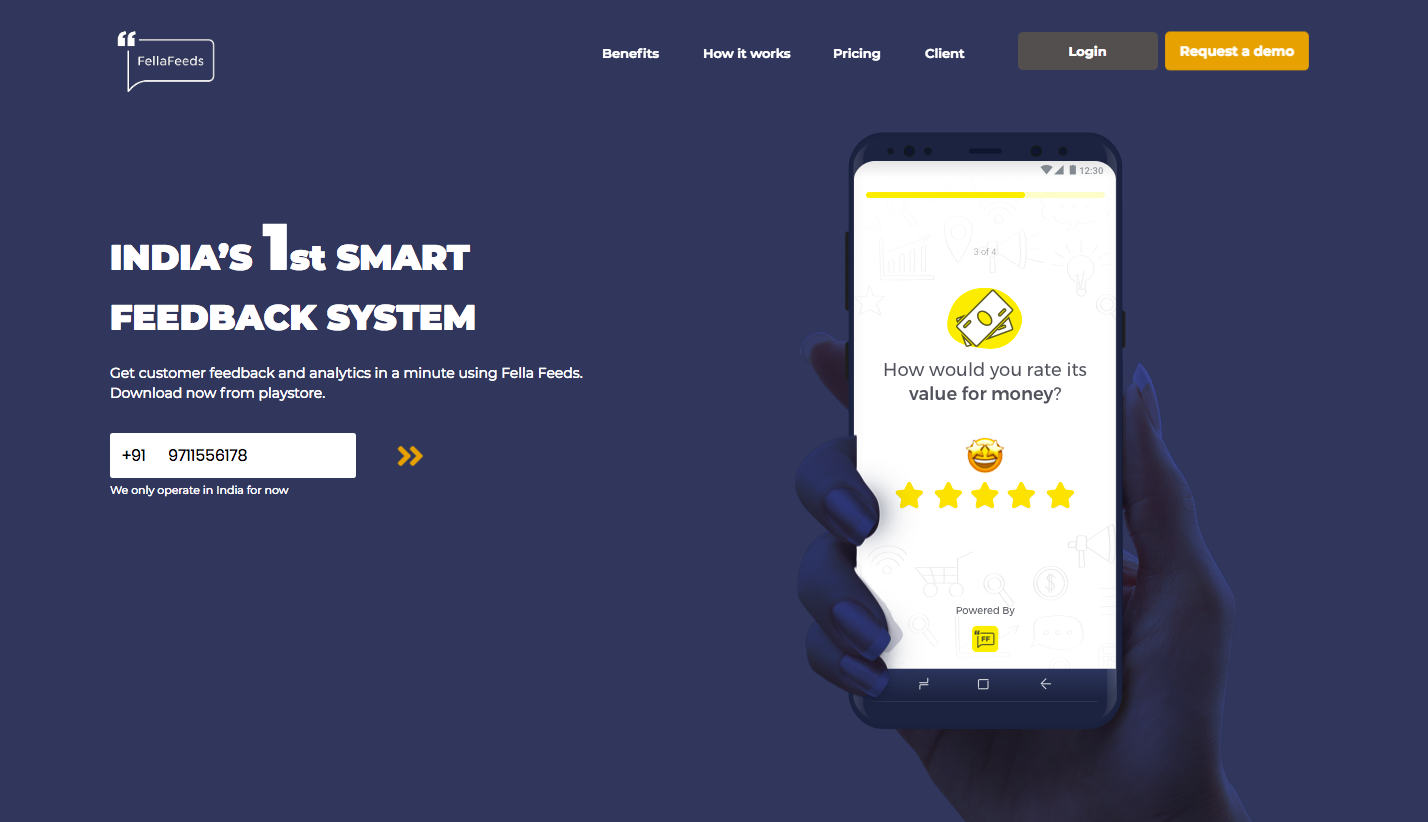 FellaFeeds
Benefits
How it works
Pricing
Client
Login
Request a demo
INDIA'S 1st SMART
FEEDBACK SYSTEM
Get customer feedback and analytics in a minute using Fella Feeds.
Download now from playstore.
+91 9711556178
We only operate in India for now
12:30
3 of 4
How would you rate its
value for money?
Powered By
FF